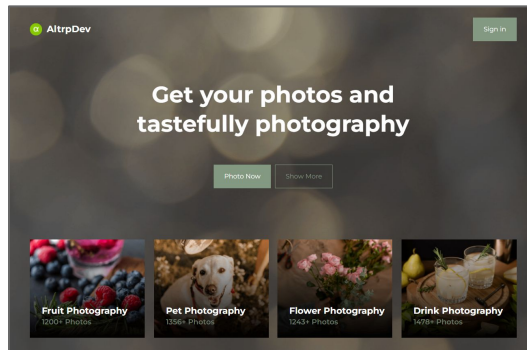 α AltrpDev
Sign in
Get your photos and
tastefully photography
Photo Now
Show More
Fruit Photography
1200+ Photos
Pet Photography
1356+ Photos
Flower Photography
1243+ Photos
Drink Photography
1478+ Photos